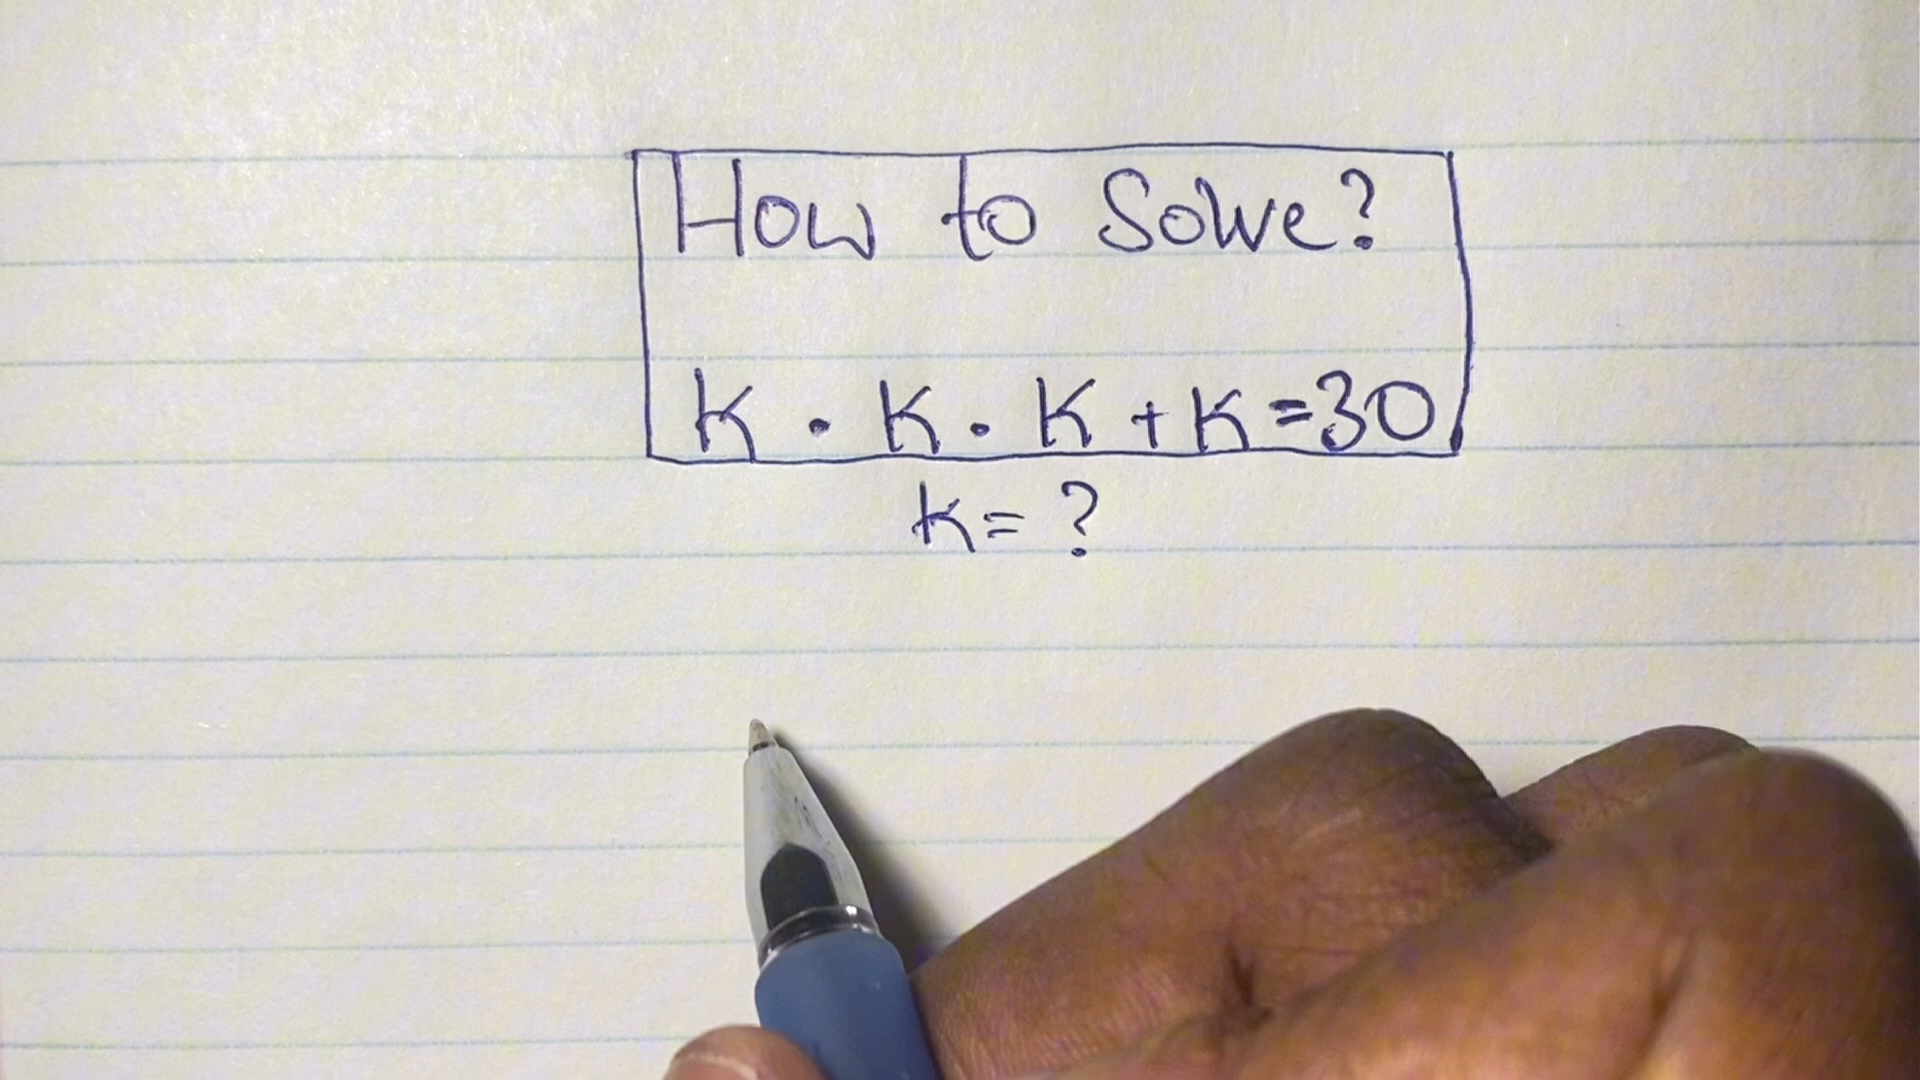 How to Solve?
K . K . K + K = 30
K = ?